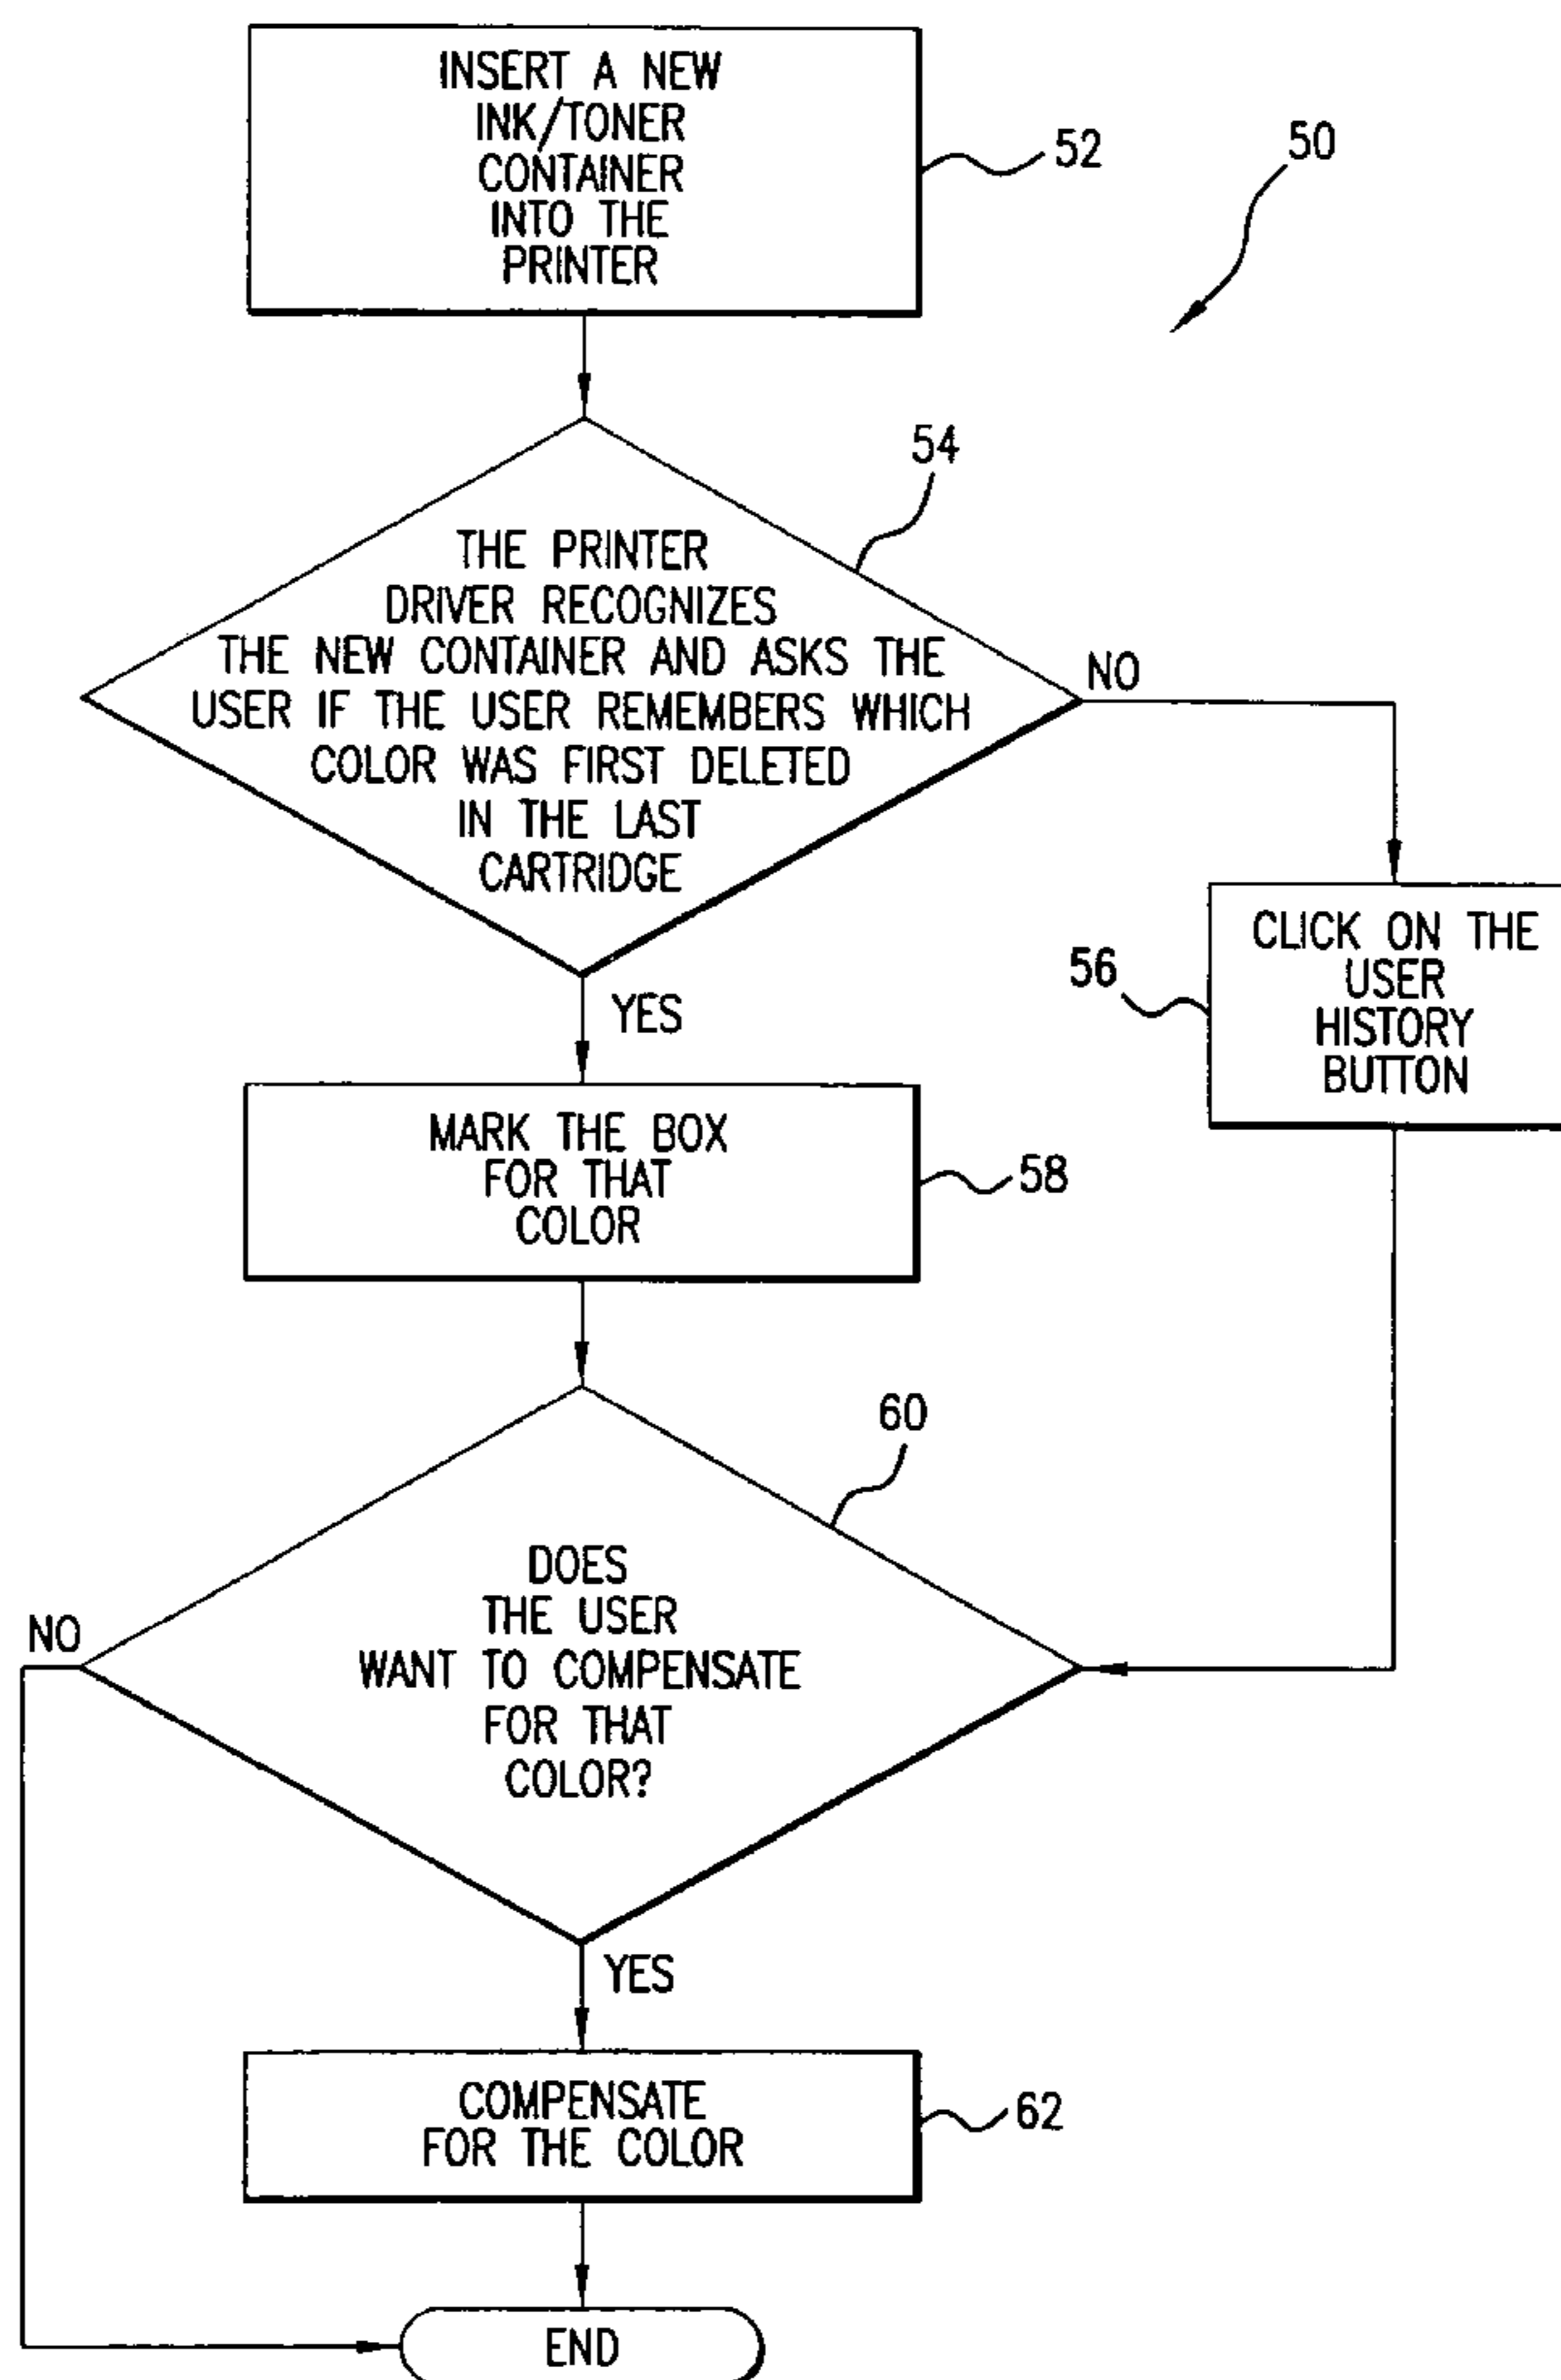 INSERT A NEW
INK/TONER
CONTAINER
INTO THE
PRINTER
52
50
54
THE PRINTER
DRIVER RECOGNIZES
THE NEW CONTAINER AND ASKS THE
USER IF THE USER REMEMBERS WHICH
COLOR WAS FIRST DELETED
IN THE LAST
CARTRIDGE
NO
YES
56
CLICK ON THE
USER
HISTORY
BUTTON
MARK THE BOX
FOR THAT
COLOR
58
60
DOES
THE USER
WANT TO COMPENSATE
FOR THAT
COLOR?
NO
YES
COMPENSATE
FOR THE COLOR
62
END